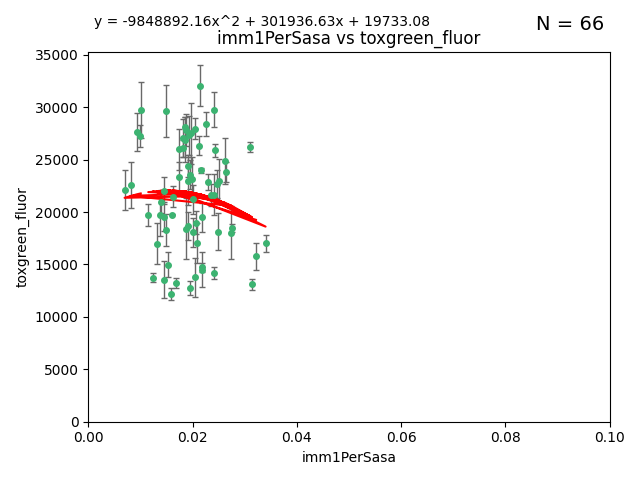 y = -9848892.16x^2 + 301936.63x + 19733.08
N = 66
imm1PerSasa vs toxgreen_fluor
35000
30000
25000
20000
15000
10000
5000
0
toxgreen_fluor
0.00 0.02 0.04 0.06 0.08 0.10
imm1PerSasa